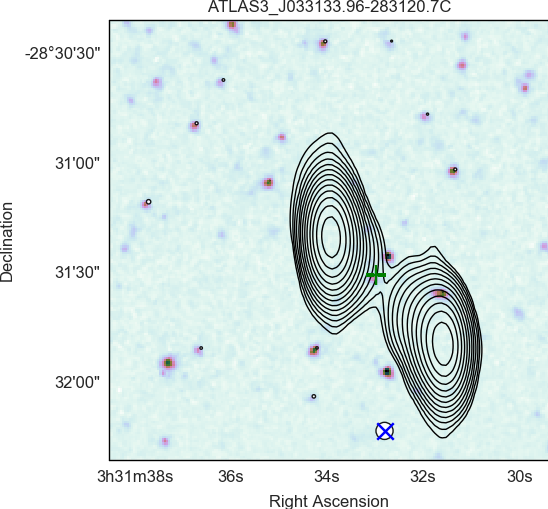 ATLAS3_J033133.96-283120.7C
-28°30'30"
31'00"
31'30"
32'00"
Declination
3h31m38s 36s 34s 32s 30s
Right Ascension